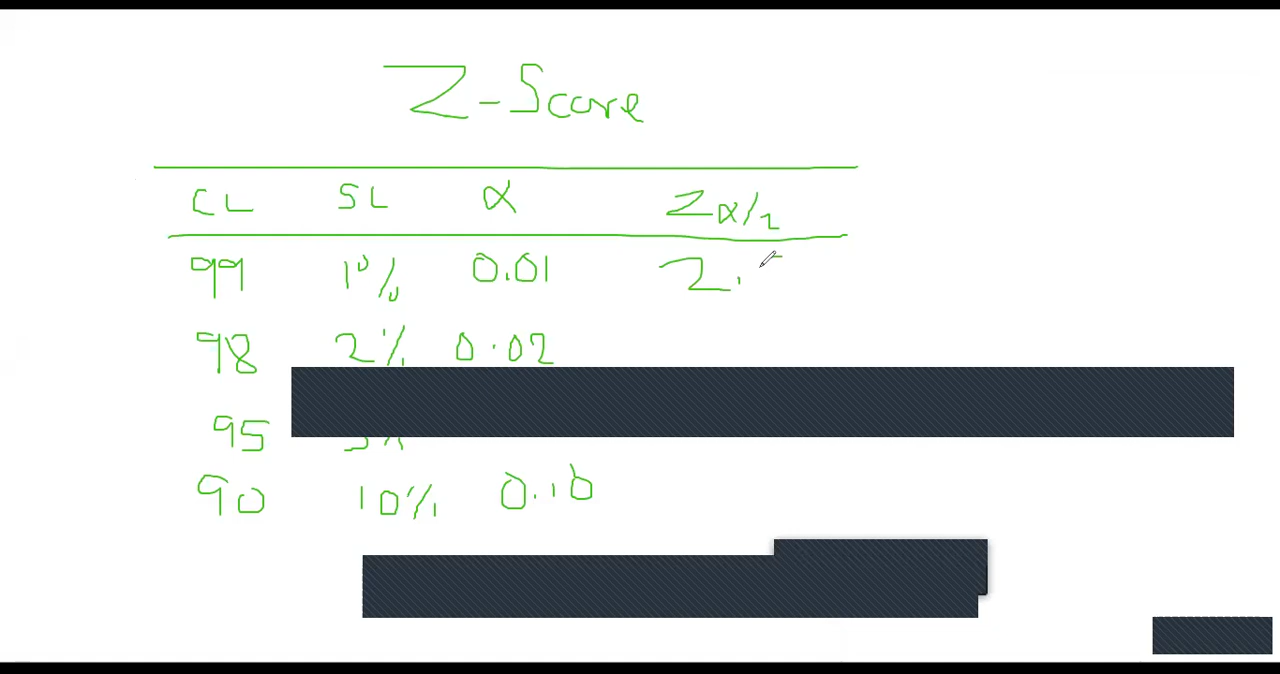 Z-Score
CL SL α Zα/2
99 1% 0.01 2.
98 2% 0.02
95
90 10% 0.10